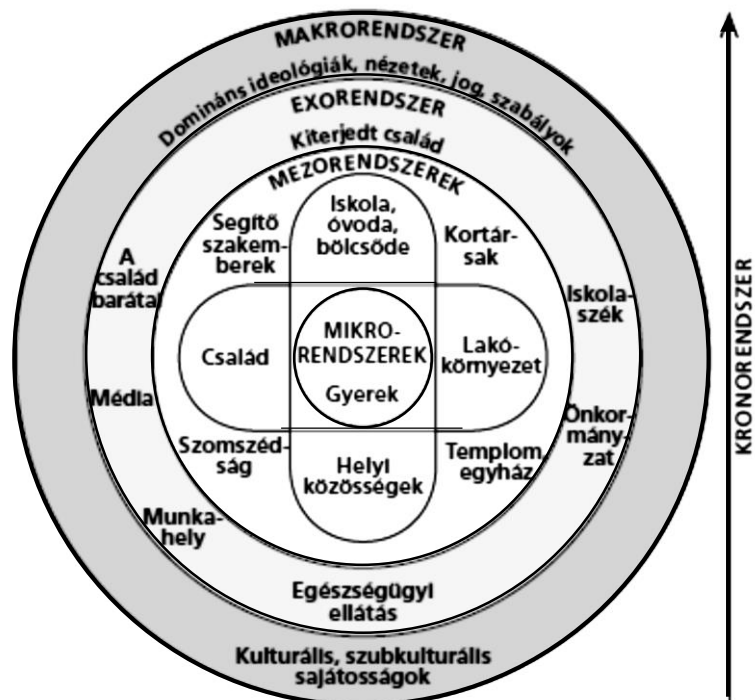 MAKRORENDSZER
Domináns ideológiák, nézetek, jog, szabályok
EXORENDSZER
Kiterjedt család
MEZORENDSZEREK
Segítő
szakem-
berek
Iskola,
óvoda,
bölcsőde
Kortár-
sak
A
család
barátai
Iskola-
szék
Család
MIKRO-
RENDSZEREK
Gyerek
Lakó-
környezet
Média
Önkor-
mány-
zat
Szomszéd-
ság
Helyi
közösségek
Templom,
egyház
Munka-
hely
Egészségügyi
ellátás
Kulturális, szubkulturális
sajátosságok
KRONORENDSZER